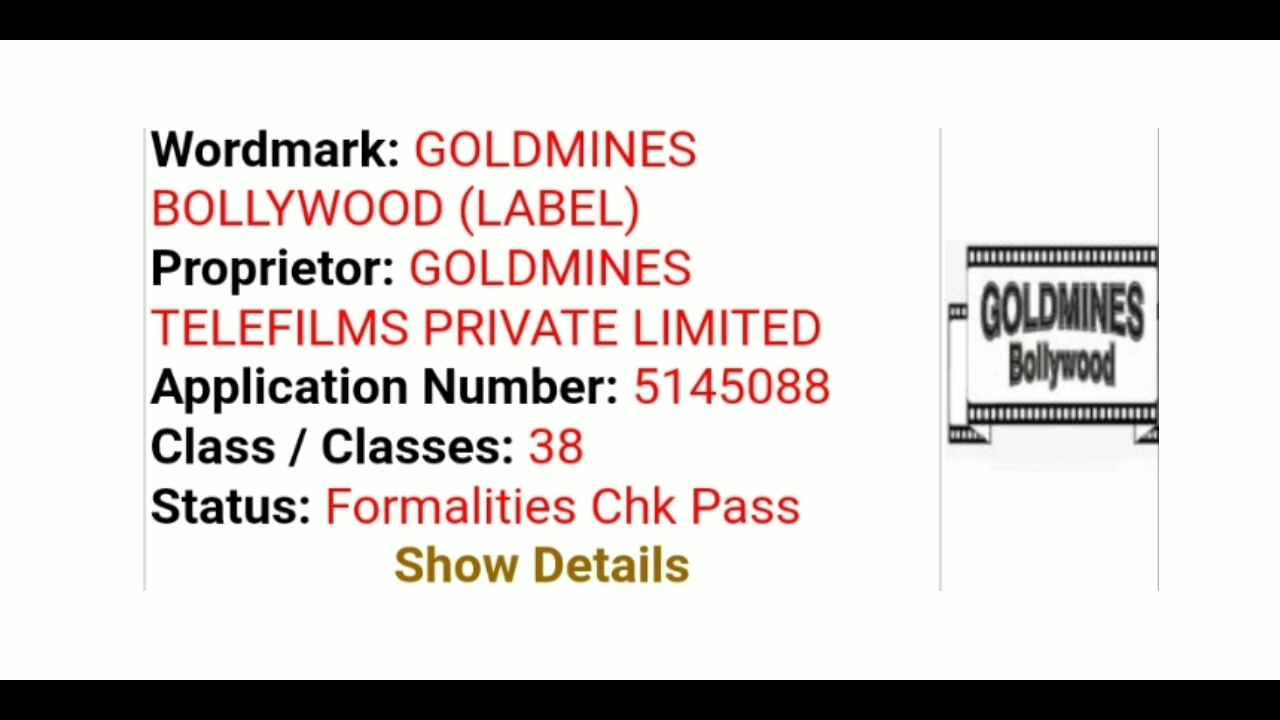 Wordmark: GOLDMINES
BOLLYWOOD (LABEL)
Proprietor: GOLDMINES
TELEFILMS PRIVATE LIMITED
Application Number: 5145088
Class / Classes: 38
Status: Formalities Chk Pass
Show Details
GOLDMINES
Bollywood